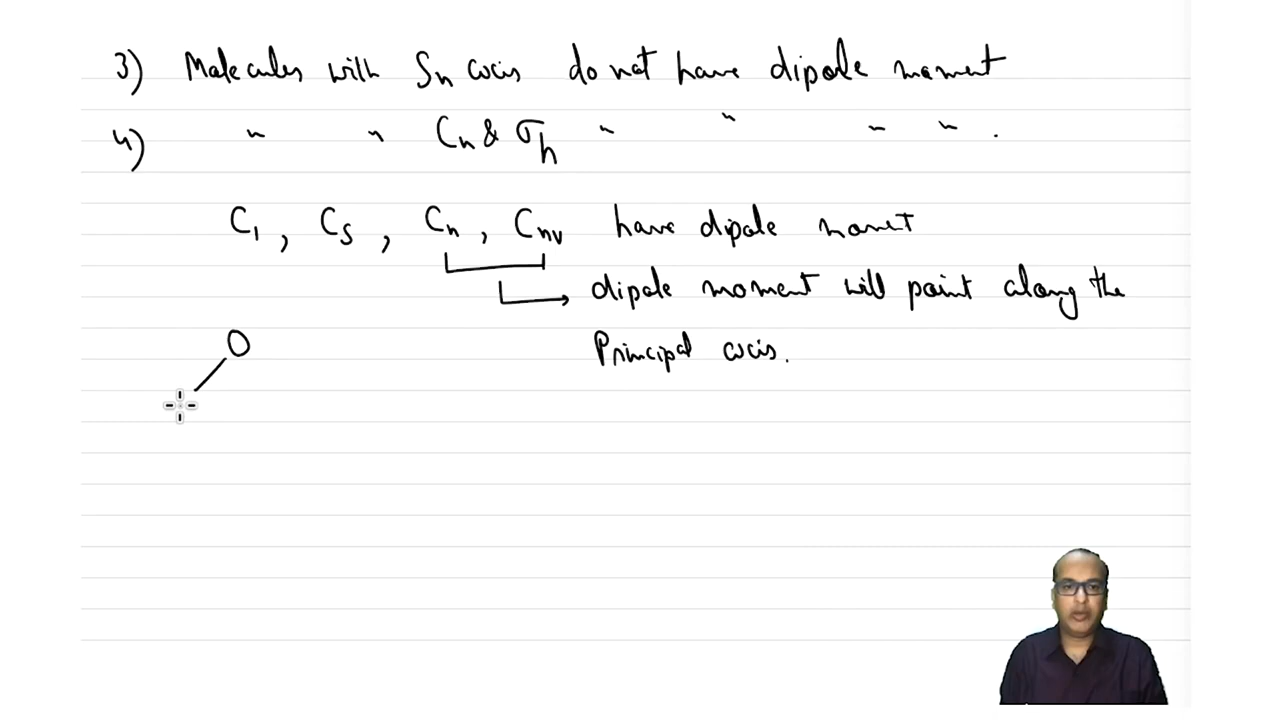 3) Molecules with Sn axis do not have dipole moment
4) " " Cn & σh " " " " .
C1, Cs, Cn, Cnv have dipole moment
dipole moment will point along the
Principal axis.
O